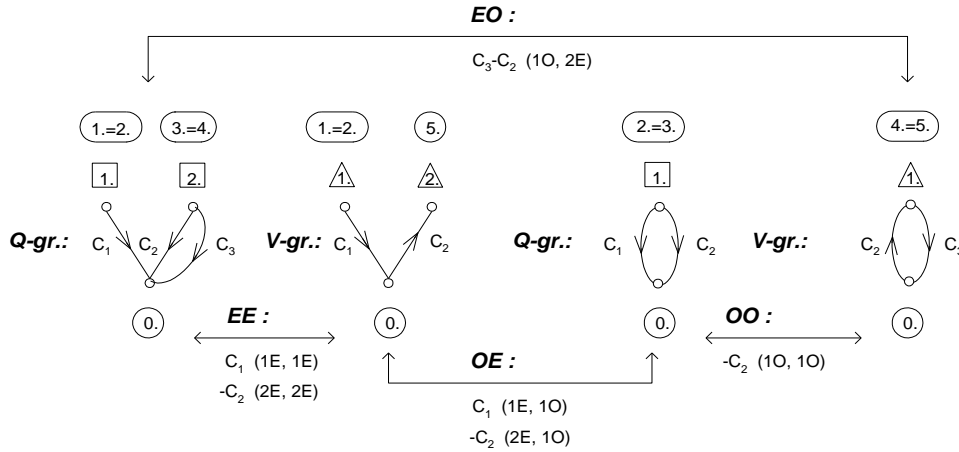 EO :
C3-C2 (1O, 2E)
1.=2. 3.=4. 1.=2. 5. 2.=3. 4.=5.
1. 2. 1. 2. 1. 1.
Q-gr.: C1 C2 C3 V-gr.: C1 C2 Q-gr.: C1 C2 V-gr.: C2 C3
0. EE : 0. 0. OO : 0.
C1 (1E, 1E) OE : -C2 (1O, 1O)
-C2 (2E, 2E)
C1 (1E, 1O)
-C2 (2E, 1O)